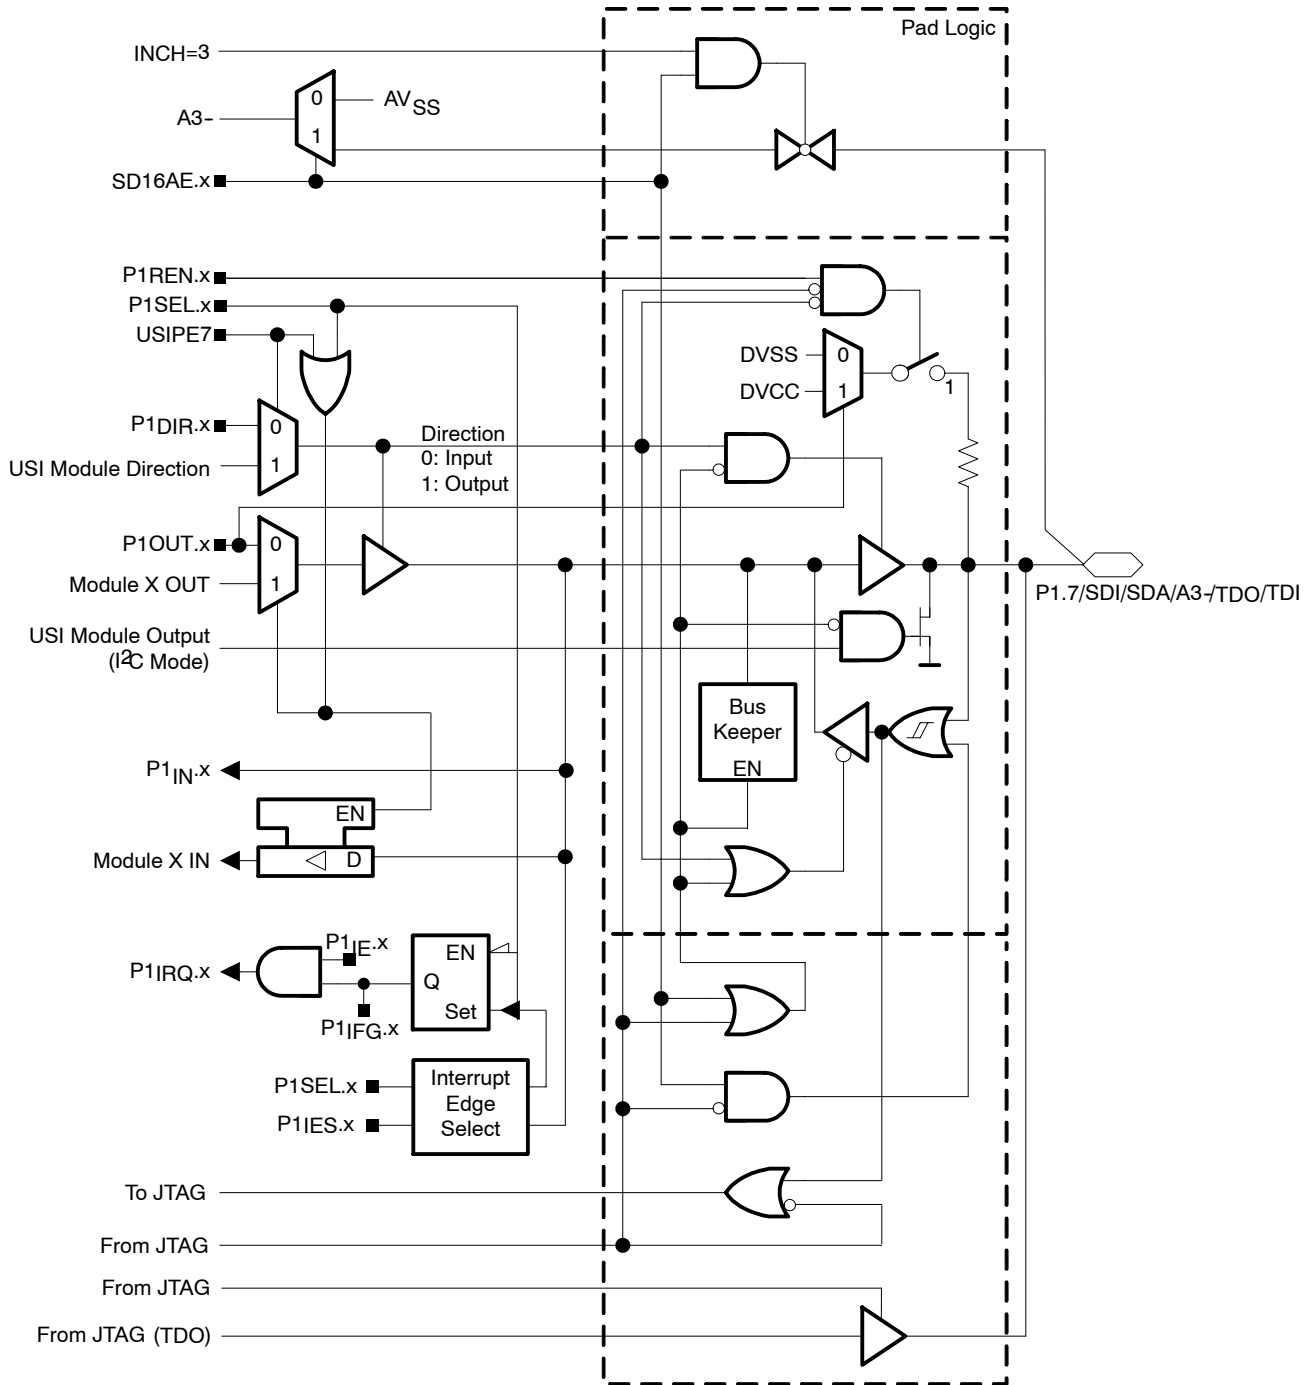 Pad Logic
INCH=3
0
AVSS
A3-
1
SD16AE.x
P1REN.x
P1SEL.x
USIPE7
DVSS
0
DVCC
1
1
P1DIR.x
0
USI Module Direction
1
Direction
0: Input
1: Output
P1OUT.x
0
Module X OUT
1
P1.7/SDI/SDA/A3-/TDO/TDI
USI Module Output
(I2C Mode)
Bus
Keeper
EN
P1IN.x
EN
Module X IN
D
P1IE.x
P1IRQ.x
EN
Q
Set
P1IFG.x
P1SEL.x
P1IES.x
Interrupt
Edge
Select
To JTAG
From JTAG
From JTAG
From JTAG (TDO)